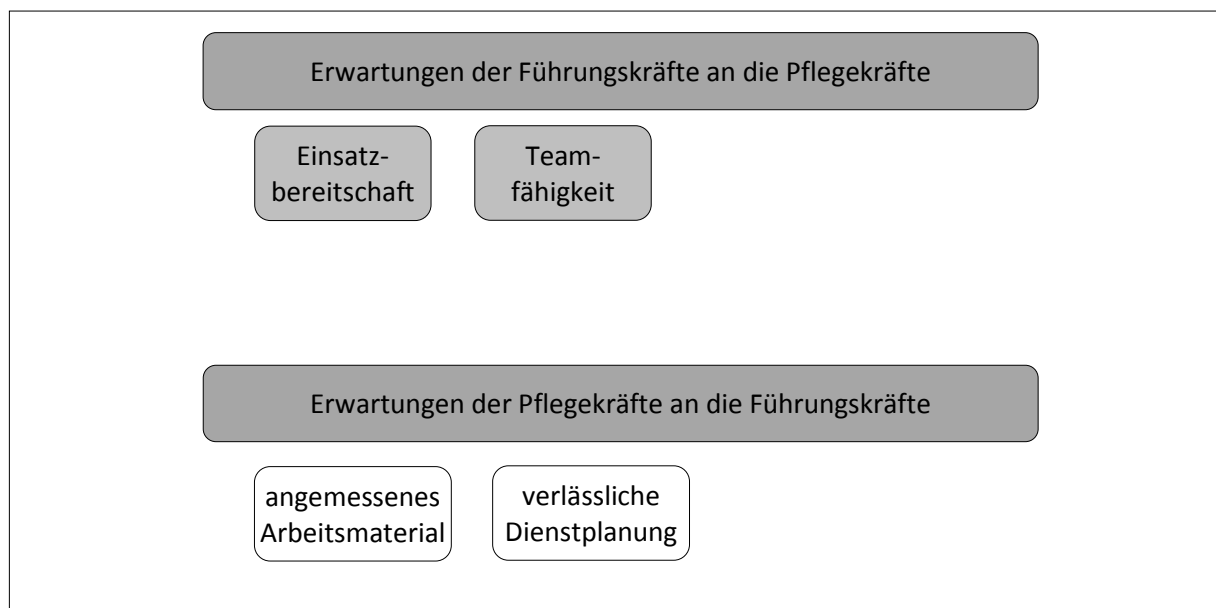 Erwartungen der Führungskräfte an die Pflegekräfte
Einsatz-
bereitschaft
Team-
fähigkeit
Erwartungen der Pflegekräfte an die Führungskräfte
angemessenes
Arbeitsmaterial
verlässliche
Dienstplanung